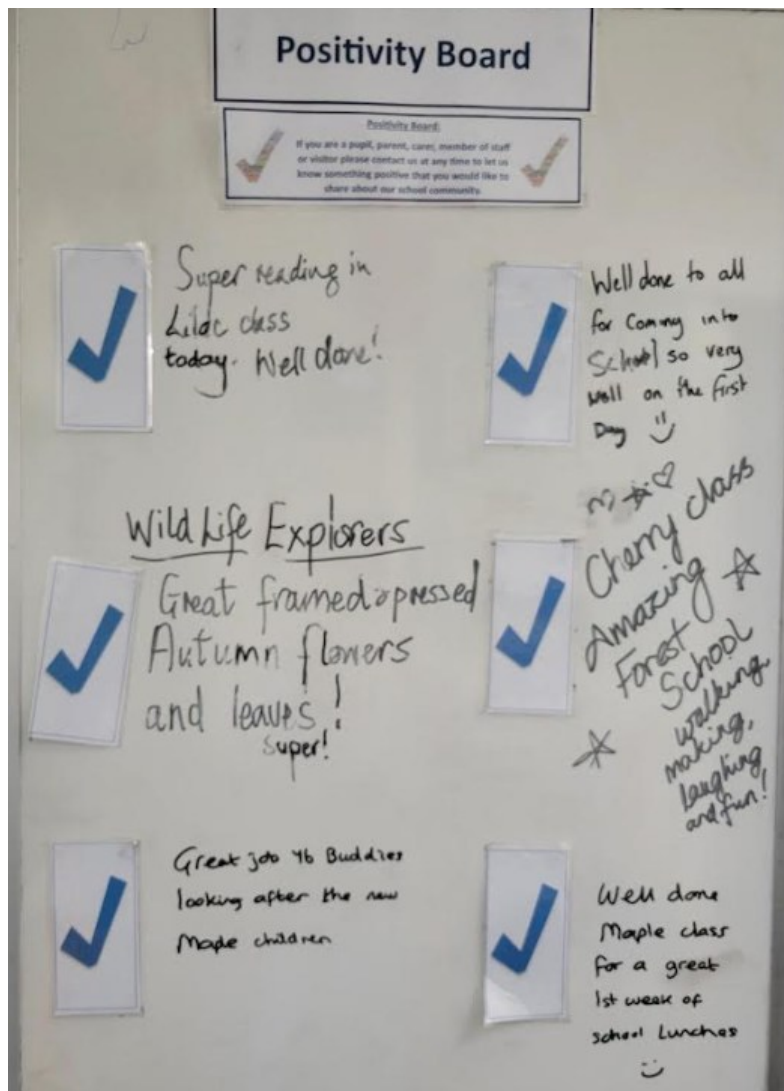 Positivity Board
Positivity Board:
If you are a pupil, parent, carer, member of staff
or visitor please contact us at any time to let us
know something positive that you would like to
share about our school community.
Super reading in
Lilac class
today. Well done!
Well done to all
for Coming into
School so very
well on the first
Day
Wild Life Explorers
Great framed & pressed
Autumn flowers
and leaves!
super!
Cherry class
Amazing
Forest
School
walking,
making,
laughing
and fun!
Great job Y6 Buddies
looking after the new
Maple children
Well done
Maple class
for a great
1st week of
school Lunches